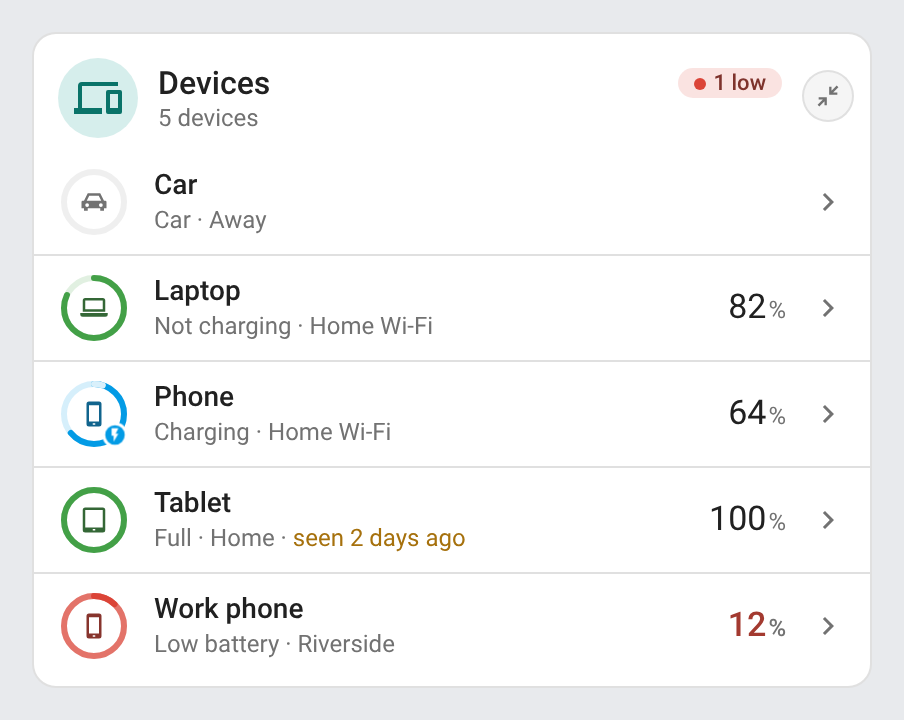 Devices
1 low
5 devices
Car
Car · Away
Laptop
Not charging · Home Wi-Fi
82%
Phone
Charging · Home Wi-Fi
64%
Tablet
Full · Home · seen 2 days ago
100%
Work phone
Low battery · Riverside
12%